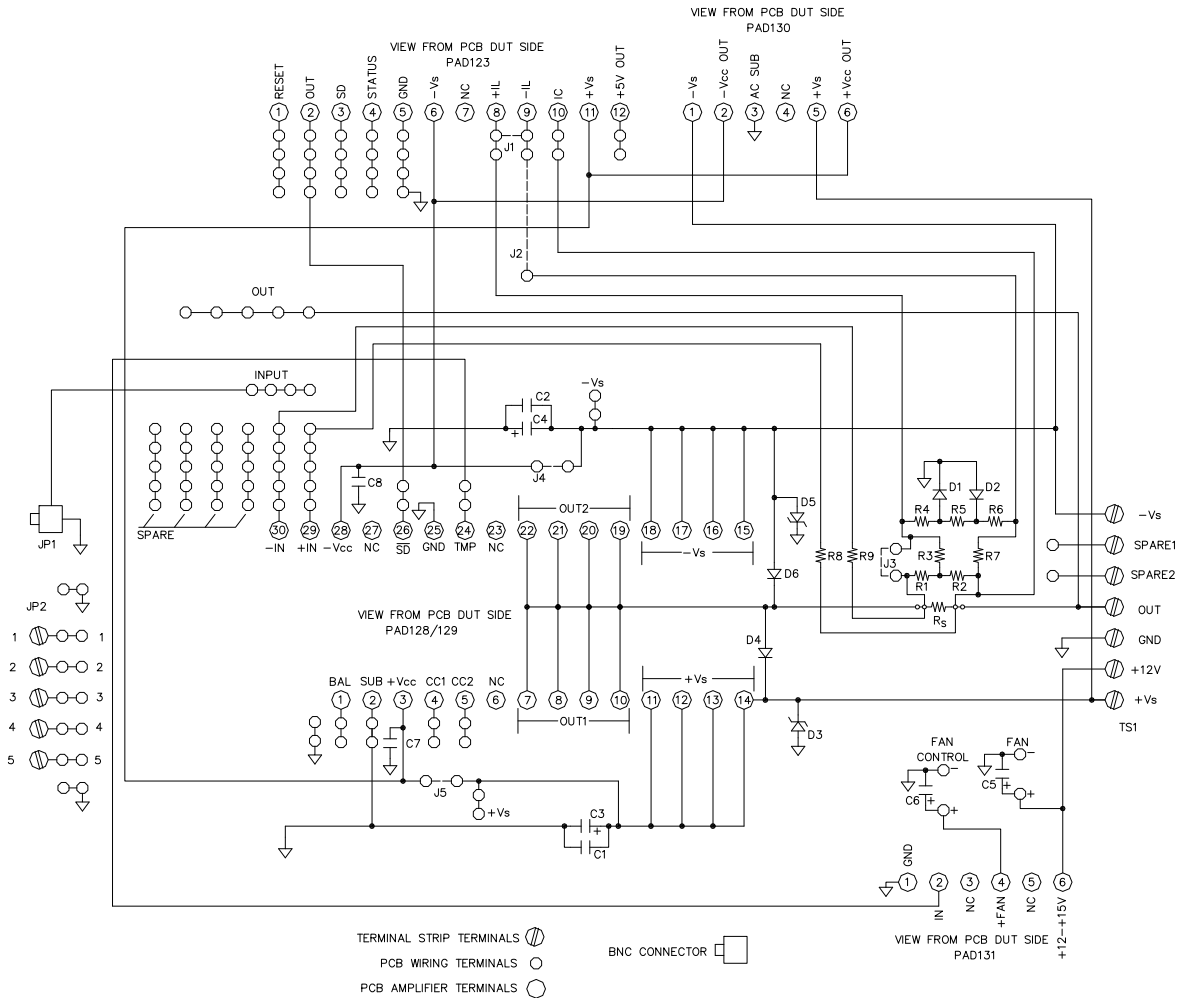 VIEW FROM PCB DUT SIDE
PAD130
VIEW FROM PCB DUT SIDE
PAD123
RESET
OUT
SD
STATUS
GND
-Vs
NC
+IL
-IL
IC
+Vs
+5V OUT
-Vs
-Vcc OUT
AC SUB
NC
+Vs
+Vcc OUT
1 2 3 4 5 6 7 8 9 10 11 12
1 2 3 4 5 6
J1
J2
OUT
INPUT
-Vs
C2
C4
+
J4
C8
D1 D2
R4 R5 R6
D5
OUT2
SPARE
JP1
30 29 28 27 26 25 24 23 22 21 20 19 18 17 16 15
-IN +IN -Vcc NC SD GND TMP NC
-Vs
R8 R9
J3
R3 R7
R1 R2
D6
Rs
-Vs
SPARE1
SPARE2
OUT
GND
+12V
+Vs
TS1
JP2
1 1
2 2
3 3
4 4
5 5
VIEW FROM PCB DUT SIDE
PAD128/129
D4
BAL SUB +Vcc CC1 CC2 NC
+Vs
1 2 3 4 5 6 7 8 9 10 11 12 13 14
OUT1
C7
D3
J5
+Vs
C3
+
C1
FAN
CONTROL
-
C6 +
+
FAN
-
C5 +
+
GND
1 2 3 4 5 6
IN
NC
+FAN
NC
+12-+15V
VIEW FROM PCB DUT SIDE
PAD131
TERMINAL STRIP TERMINALS
PCB WIRING TERMINALS
PCB AMPLIFIER TERMINALS
BNC CONNECTOR